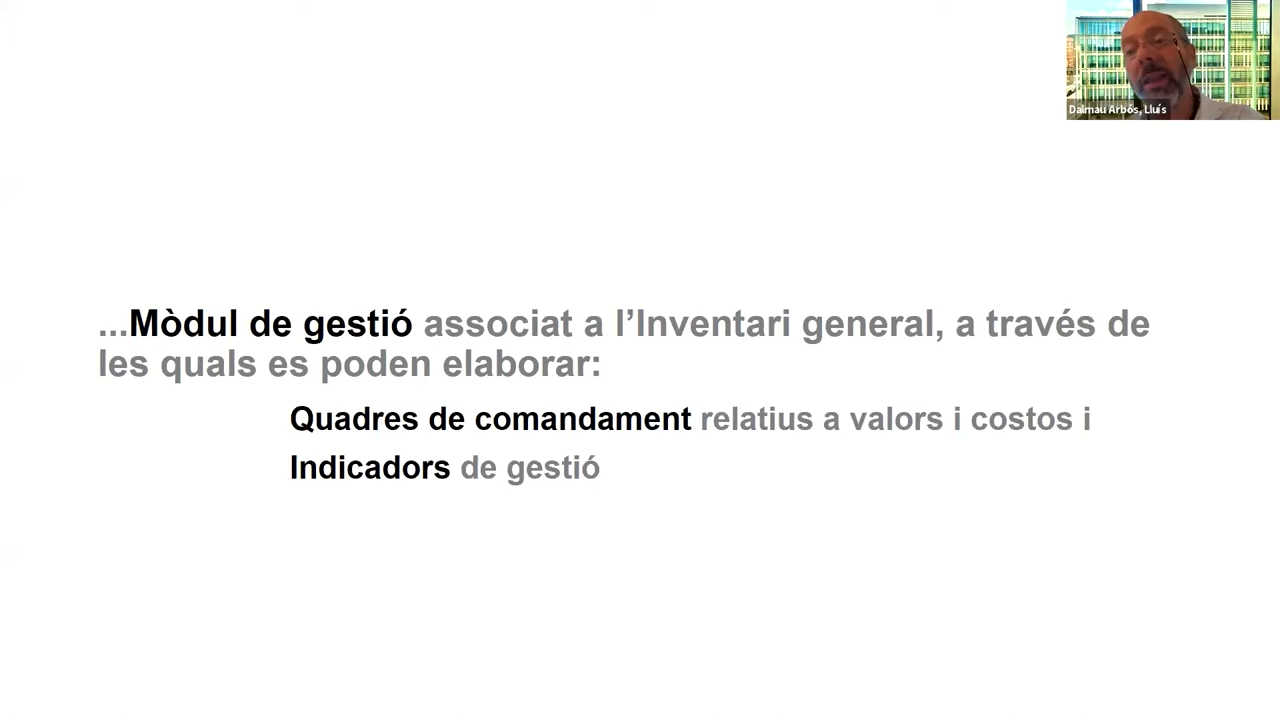 Dalmau Arbós, Lluís
...Mòdul de gestió associat a l’Inventari general, a través de
les quals es poden elaborar:
Quadres de comandament relatius a valors i costos i
Indicadors de gestió